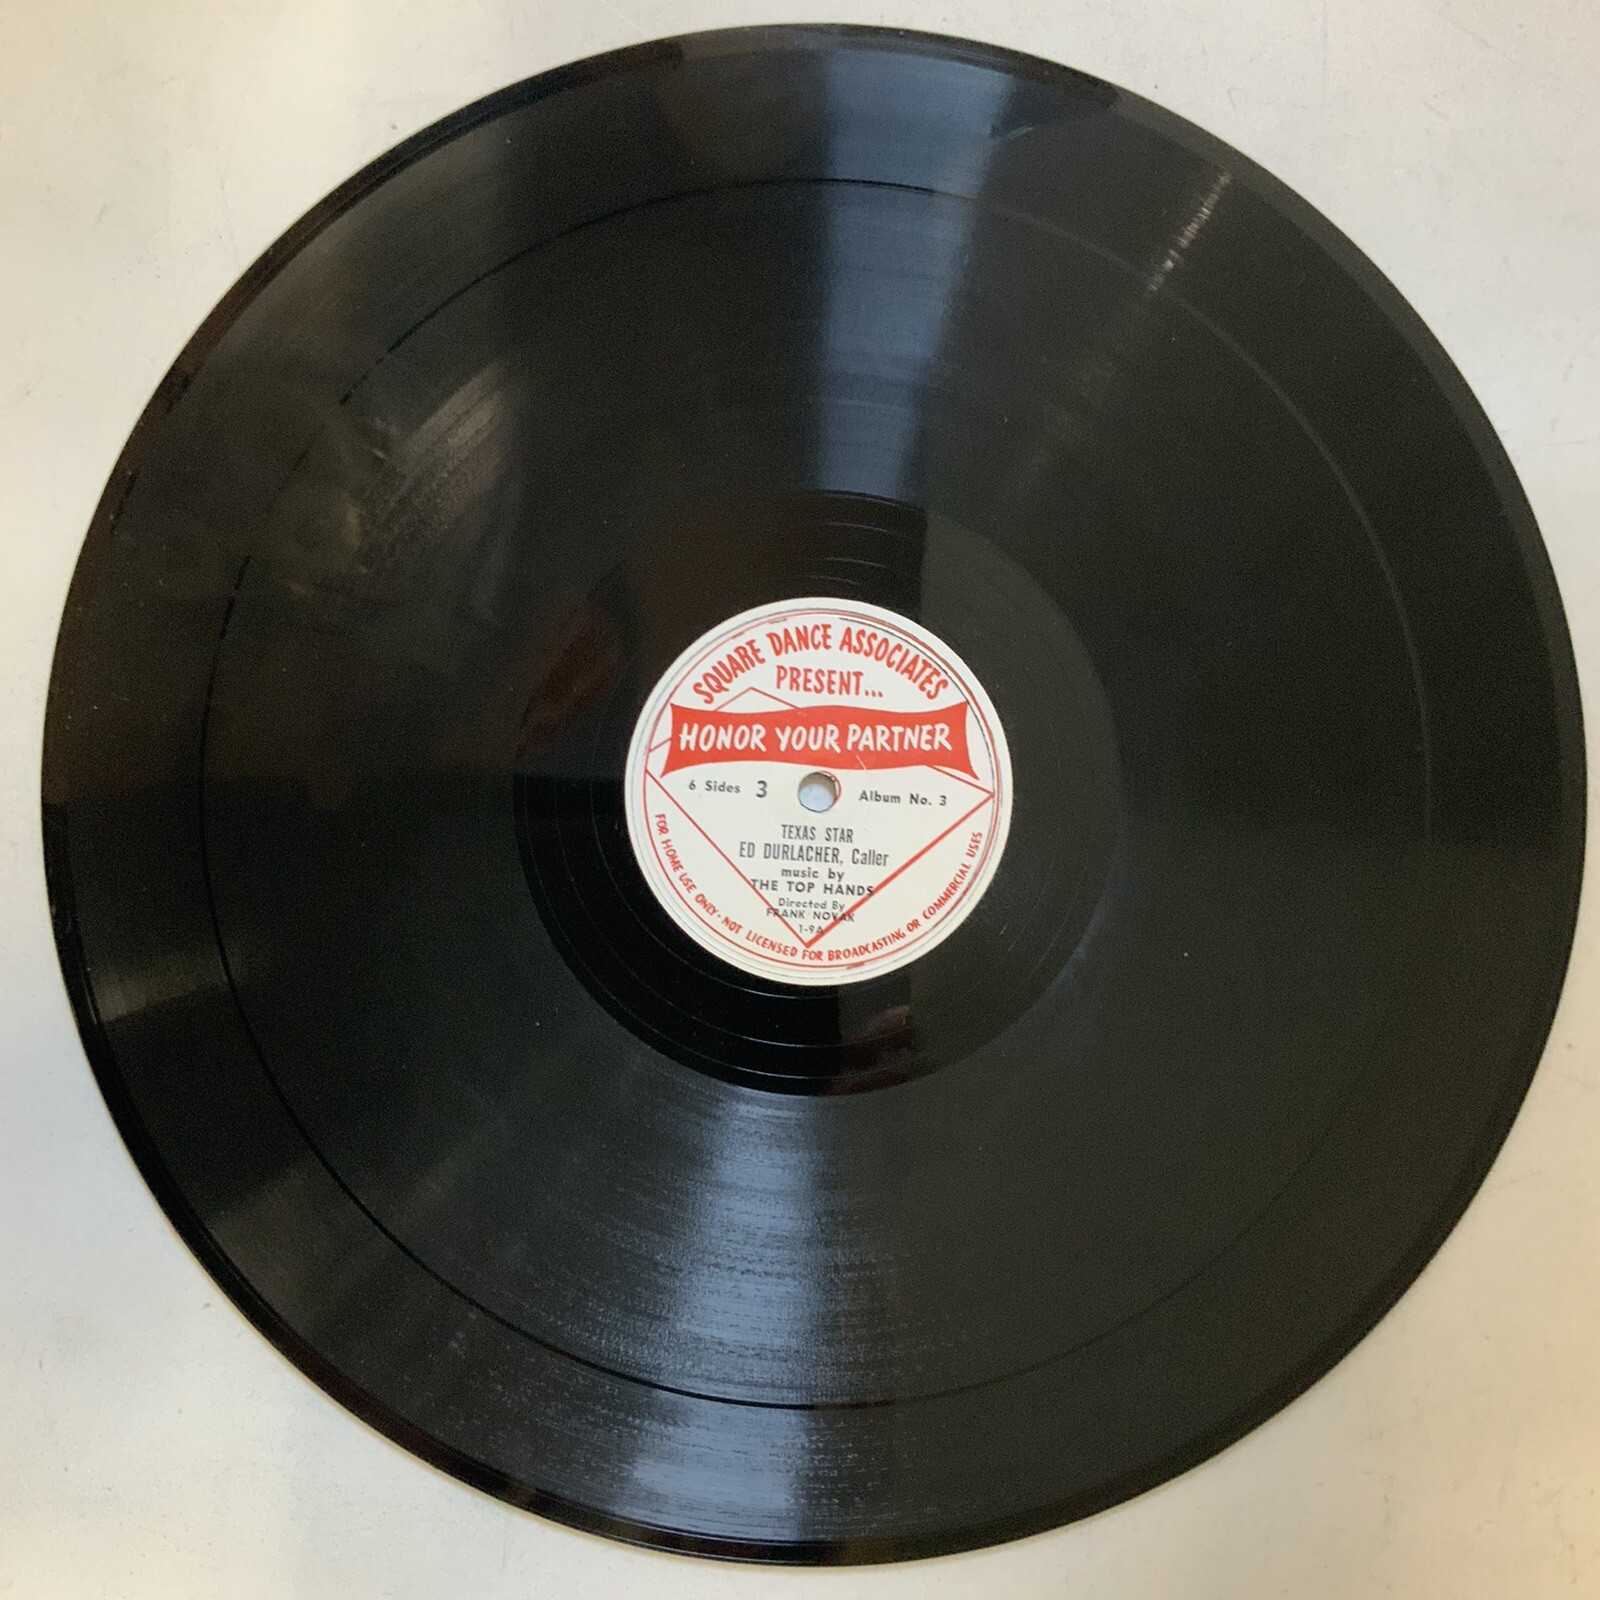 SQUARE DANCE ASSOCIATES
PRESENT...
HONOR YOUR PARTNER
6 Sides 3 Album No. 3
TEXAS STAR
ED DURLACHER, Caller
music by
THE TOP HANDS
Directed By
FRANK NOVAK
1-9A
FOR HOME USE ONLY - NOT LICENSED FOR BROADCASTING OR COMMERCIAL USES